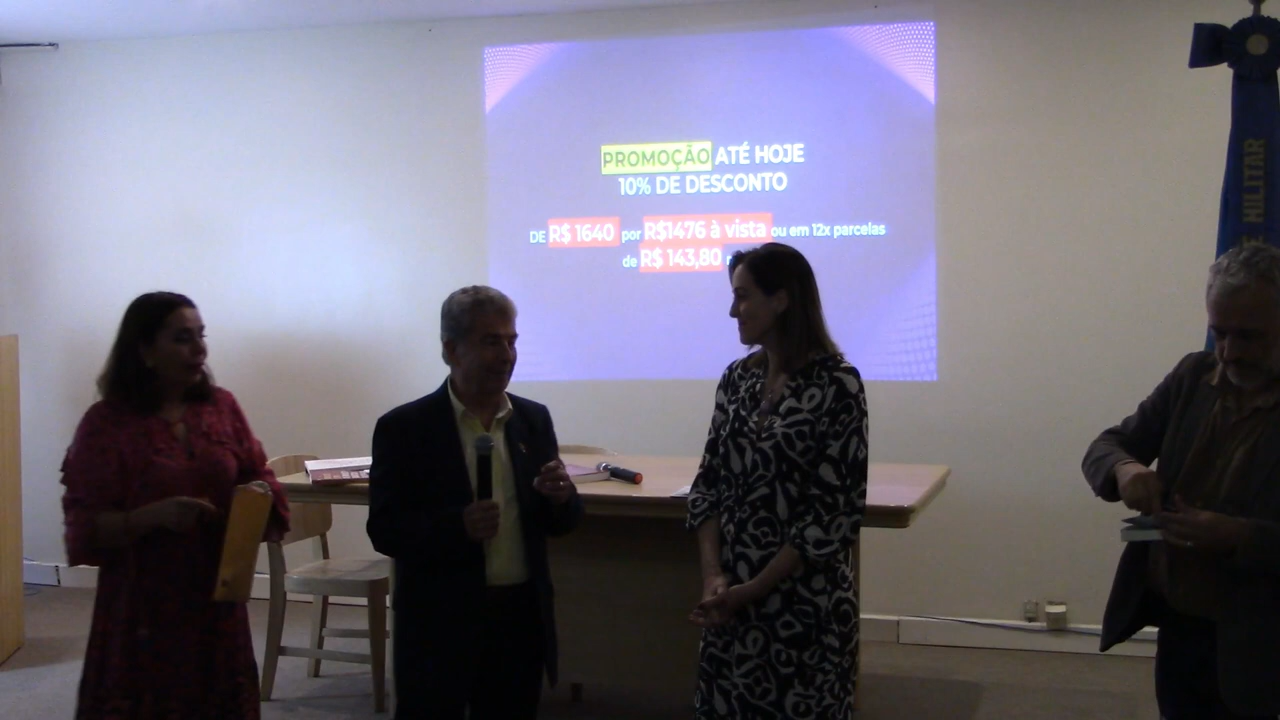 PROMOÇÃO ATÉ HOJE
10% DE DESCONTO
DE R$ 1640 por R$1476 à vista ou em 12x parcelas
de R$ 143,80
MILITAR